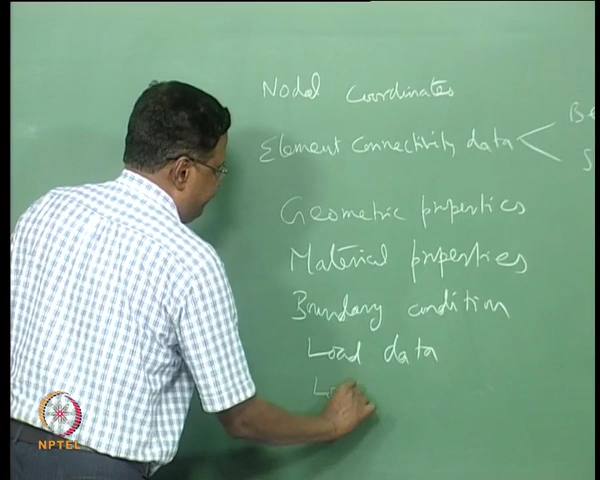 Nodal Coordinates
Element Connectivity data
Geometric properties
Material properties
Boundary condition
Load data
NPTEL